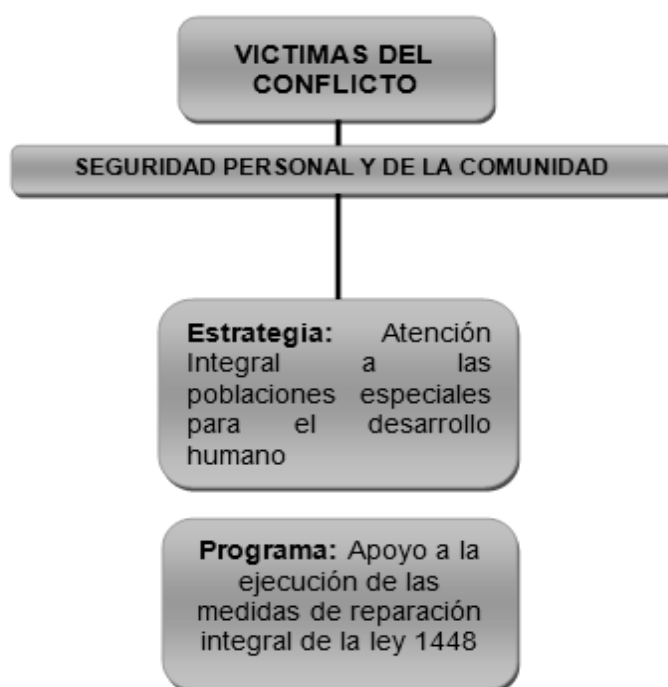 VICTIMAS DEL
CONFLICTO
SEGURIDAD PERSONAL Y DE LA COMUNIDAD
Estrategia: Atención
Integral a las
poblaciones especiales
para el desarrollo
humano
Programa: Apoyo a la
ejecución de las
medidas de reparación
integral de la ley 1448